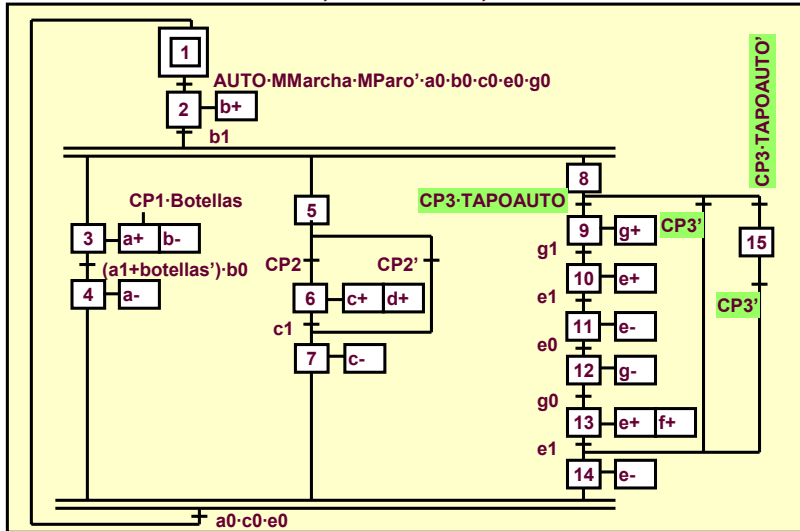 1
AUTO·MMarcha·MParo’·a0·b0·c0·e0·g0
2 b+
b1
CP3·TAPOAUTO’
8
CP3·TAPOAUTO
CP1·Botellas
5
3 a+ b-
9 g+ CP3’
15
g1
(a1+botellas’)·b0
CP2 CP2’
4 a-
10 e+
e1
CP3’
6 c+ d+
11 e-
c1
e0
7 c-
12 g-
g0
13 e+ f+
e1
14 e-
a0·c0·e0